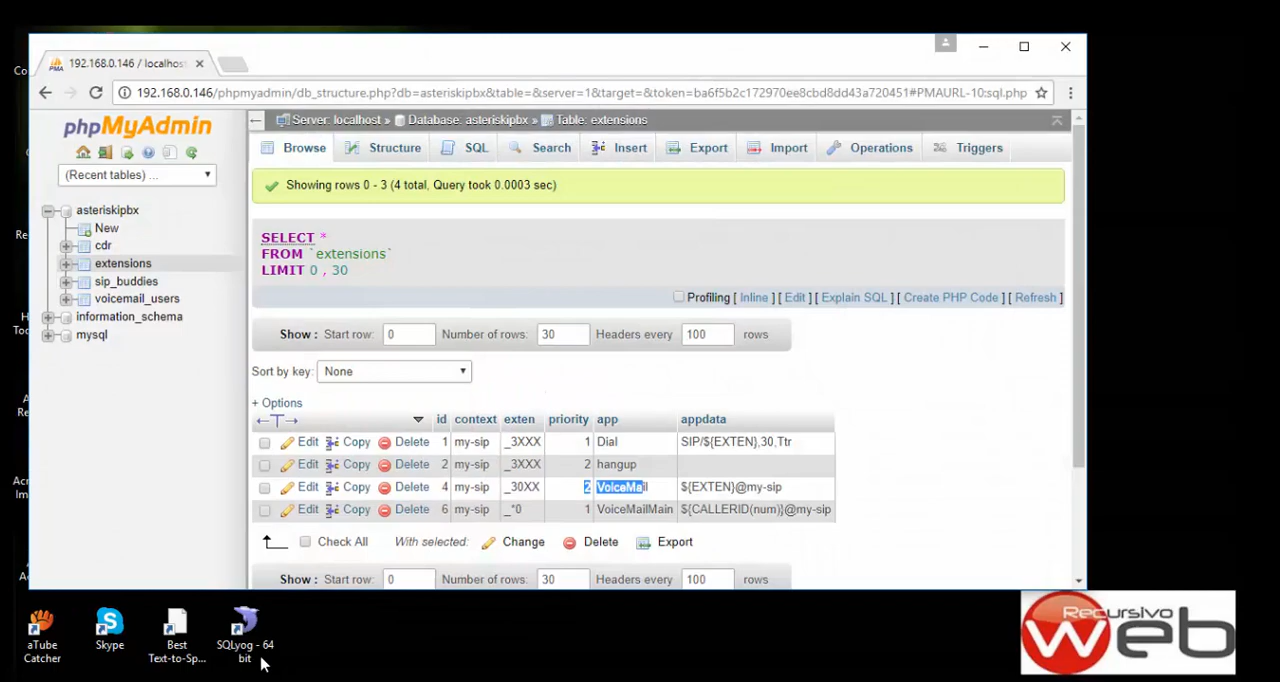 192.168.0.146 / localhos
192.168.0.146/phpmyadmin/db_structure.php?db=asteriskipbx&table=&server=1&target=&token=ba6f5b2c172970ee8cbd8dd43a720451#PMAURL-10:sql.php
phpMyAdmin
(Recent tables) ...
asteriskipbx
New
cdr
extensions
sip_buddies
voicemail_users
information_schema
mysql
Server: localhost » Database: asteriskipbx » Table: extensions
Browse Structure SQL Search Insert Export Import Operations Triggers
Showing rows 0 - 3 (4 total, Query took 0.0003 sec)
SELECT *
FROM `extensions`
LIMIT 0 , 30
Profiling [ Inline ] [ Edit ] [ Explain SQL ] [ Create PHP Code ] [ Refresh ]
Show : Start row: 0 Number of rows: 30 Headers every 100 rows
Sort by key: None
+ Options
←T→ id context exten priority app appdata
Edit Copy Delete 1 my-sip _3XXX 1 Dial SIP/${EXTEN},30,Ttr
Edit Copy Delete 2 my-sip _3XXX 2 hangup
Edit Copy Delete 4 my-sip _30XX 2 VoiceMail ${EXTEN}@my-sip
Edit Copy Delete 6 my-sip _*0 1 VoiceMailMain ${CALLERID(num)}@my-sip
Check All With selected: Change Delete Export
Show : Start row: 0 Number of rows: 30 Headers every 100 rows
aTube
Catcher
Skype
Best
Text-to-Sp...
SQLyog - 64
bit
Recursivo
Web